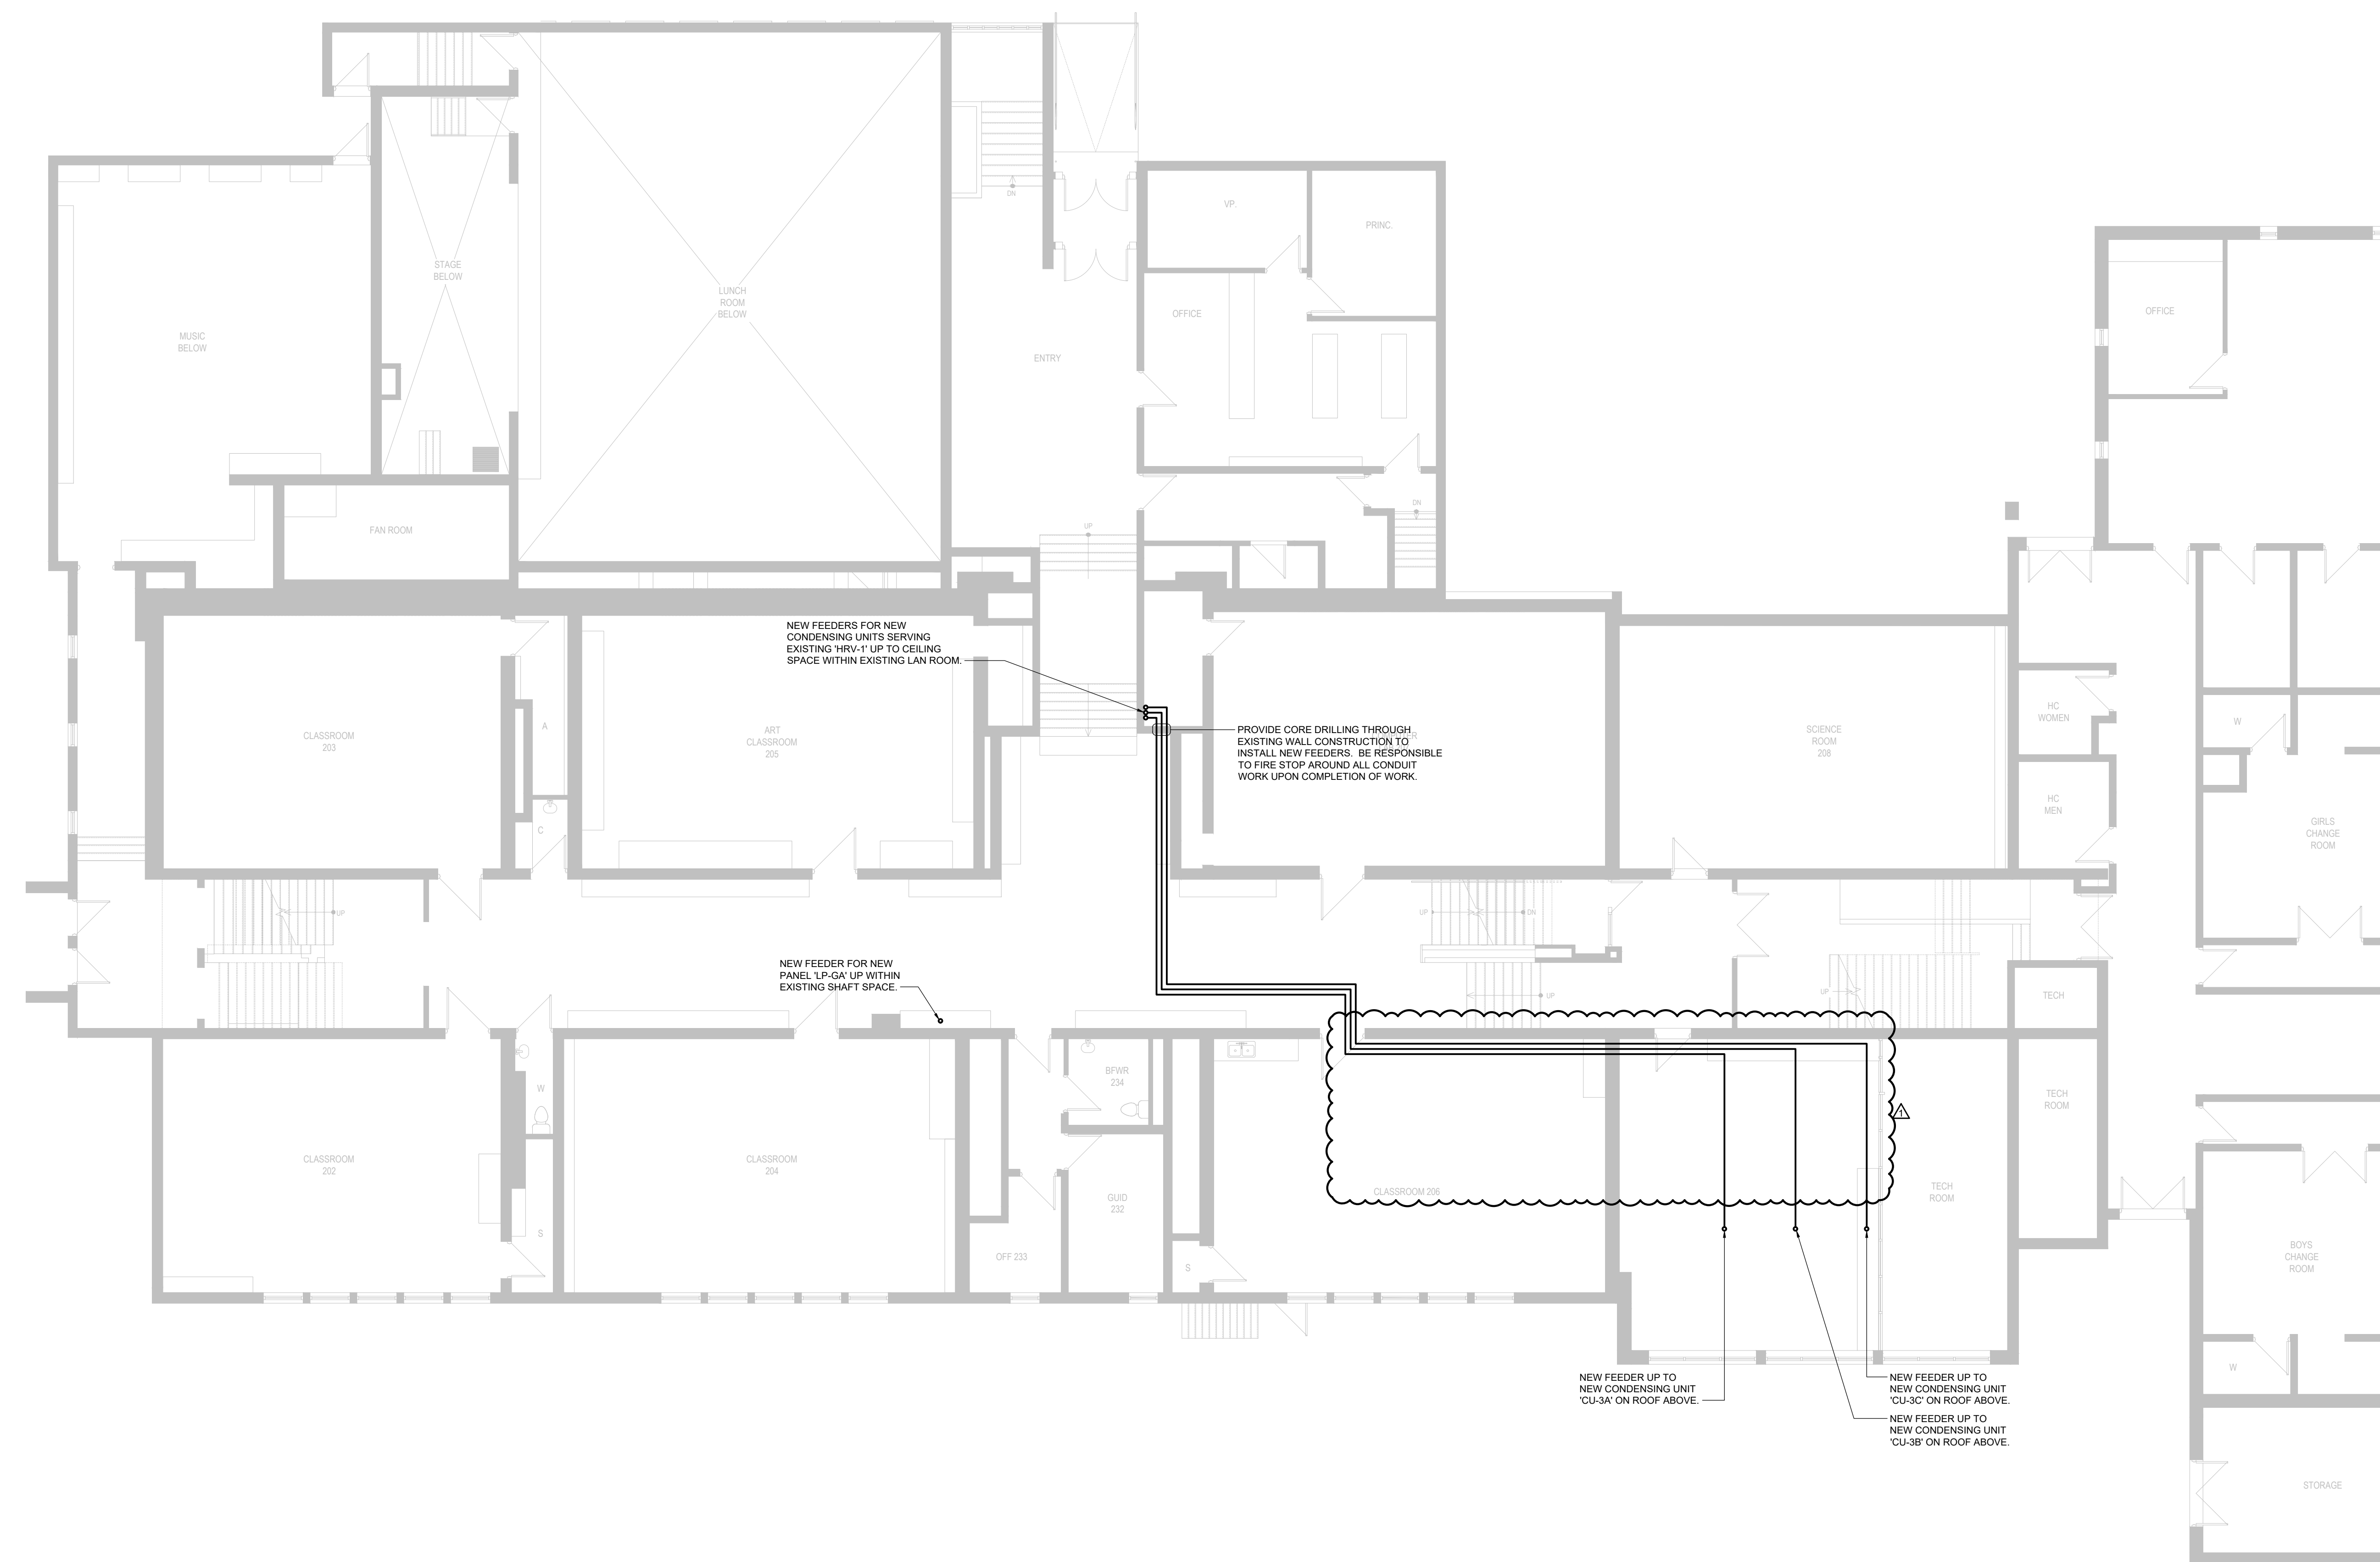 DN
VP.
PRINC.
STAGE
BELOW
LUNCH
ROOM
BELOW
OFFICE
OFFICE
MUSIC
BELOW
ENTRY
DN
UP
FAN ROOM
NEW FEEDERS FOR NEW
CONDENSING UNITS SERVING
EXISTING 'HRV-1' UP TO CEILING
SPACE WITHIN EXISTING LAN ROOM.
CLASSROOM
203
A
ART
CLASSROOM
205
PROVIDE CORE DRILLING THROUGH
EXISTING WALL CONSTRUCTION TO
INSTALL NEW FEEDERS. BE RESPONSIBLE
TO FIRE STOP AROUND ALL CONDUIT
WORK UPON COMPLETION OF WORK.
SCIENCE
ROOM
208
HC
WOMEN
W
HC
MEN
GIRLS
CHANGE
ROOM
C
UP
UP
DN
NEW FEEDER FOR NEW
PANEL 'LP-GA' UP WITHIN
EXISTING SHAFT SPACE.
UP
UP
TECH
BFWR
234
W
TECH
ROOM
1
CLASSROOM
202
CLASSROOM
204
GUID
232
CLASSROOM 206
TECH
ROOM
S
OFF 233
S
BOYS
CHANGE
ROOM
W
NEW FEEDER UP TO
NEW CONDENSING UNIT
'CU-3A' ON ROOF ABOVE.
NEW FEEDER UP TO
NEW CONDENSING UNIT
'CU-3C' ON ROOF ABOVE.
NEW FEEDER UP TO
NEW CONDENSING UNIT
'CU-3B' ON ROOF ABOVE.
STORAGE